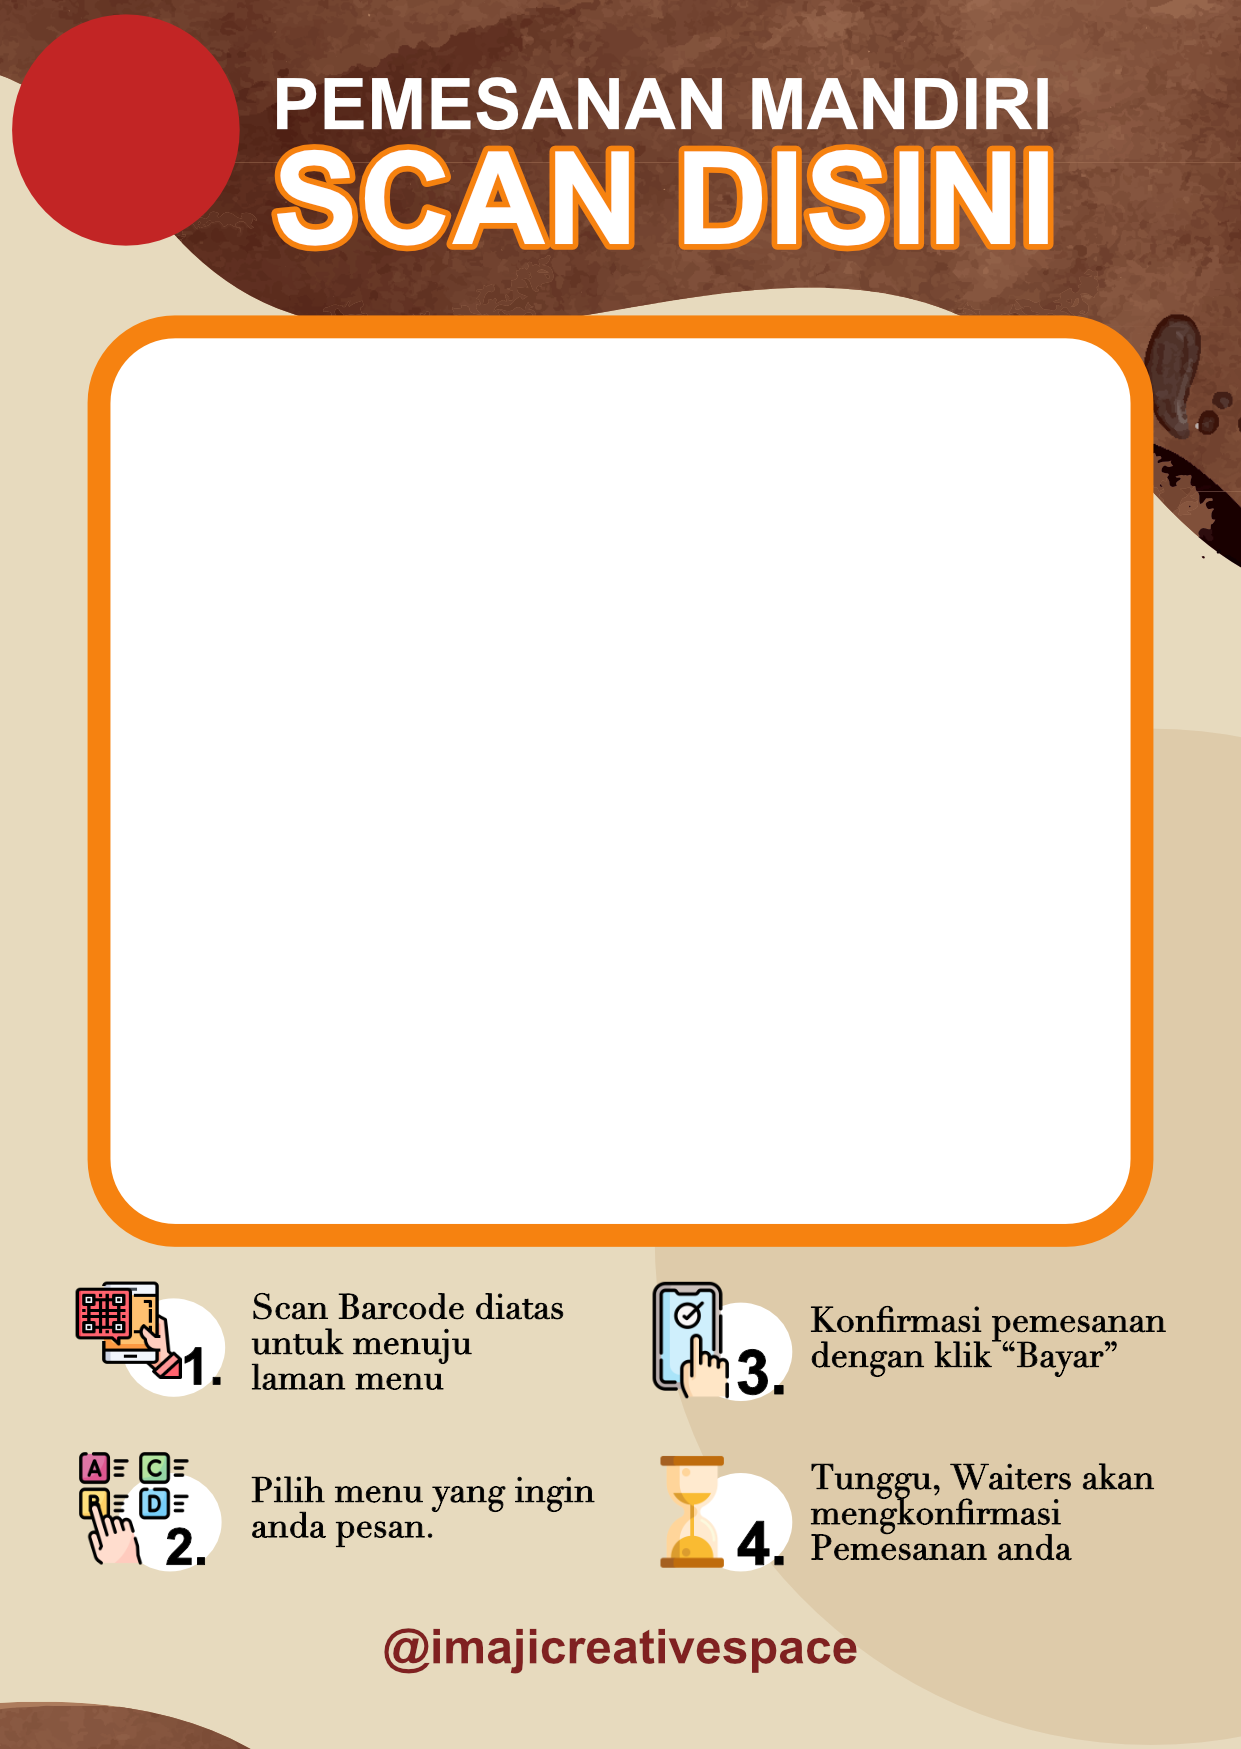 PEMESANAN MANDIRI
SCAN DISINI
1.
Scan Barcode diatas
untuk menuju
laman menu
A
C
B
D
2.
Pilih menu yang ingin
anda pesan.
3.
Konfirmasi pemesanan
dengan klik “Bayar”
4.
Tunggu, Waiters akan
mengkonfirmasi
Pemesanan anda
@imajicreativespace